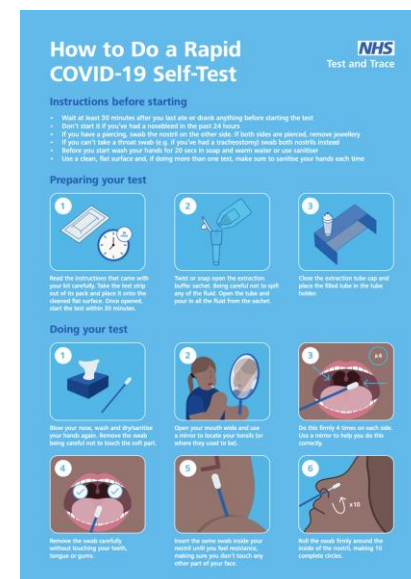 How to Do a Rapid
COVID-19 Self-Test
NHS
Test and Trace
Instructions before starting
• Wait at least 30 minutes after you last ate or drank anything before starting the test
• Don't start it if you've had a nosebleed in the past 24 hours
• If you have a piercing, swab the nostril on the other side. If both sides are pierced, remove jewellery
• If you can't take a throat swab (e.g. if you've had a tracheostomy) swab both nostrils instead
• Before you start wash your hands for 20 secs in soap and warm water or use sanitiser
• Use a clean, flat surface and, if doing more than one test, make sure to sanitise your hands each time
Preparing your test
1
2
3
Read the instructions that came with
your kit carefully. Take the test strip
out of its pack and place it onto the
cleaned flat surface. Once opened,
start the test within 30 minutes.
Twist or snap open the extraction
buffer sachet. Being careful not to spill
any of the fluid. Open the tube and
pour in all the fluid from the sachet.
Close the extraction tube cap and
place the filled tube in the tube
holder.
Doing your test
1
2
3
x4
Blow your nose, wash and dry/sanitise
your hands again. Remove the swab
being careful not to touch the soft part.
Open your mouth wide and use
a mirror to locate your tonsils (or
where they used to be).
Do this firmly 4 times on each side.
Use a mirror to help you do this
correctly.
4
5
6
x10
Remove the swab carefully
without touching your teeth,
tongue or gums.
Insert the same swab inside your
nostril until you feel resistance,
making sure you don't touch any
other part of your face.
Roll the swab firmly around the
inside of the nostril, making 10
complete circles.